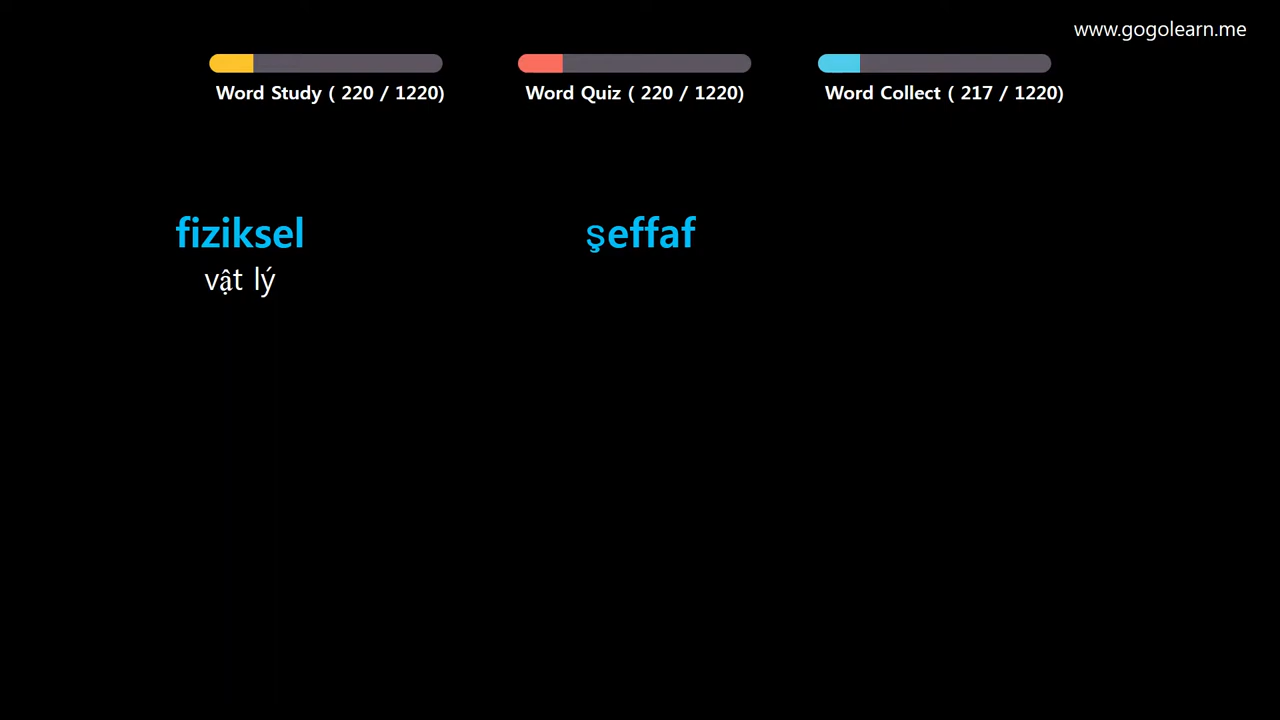 www.gogolearn.me
Word Study ( 220 / 1220)
Word Quiz ( 220 / 1220)
Word Collect ( 217 / 1220)
fiziksel
vật lý
şeffaf